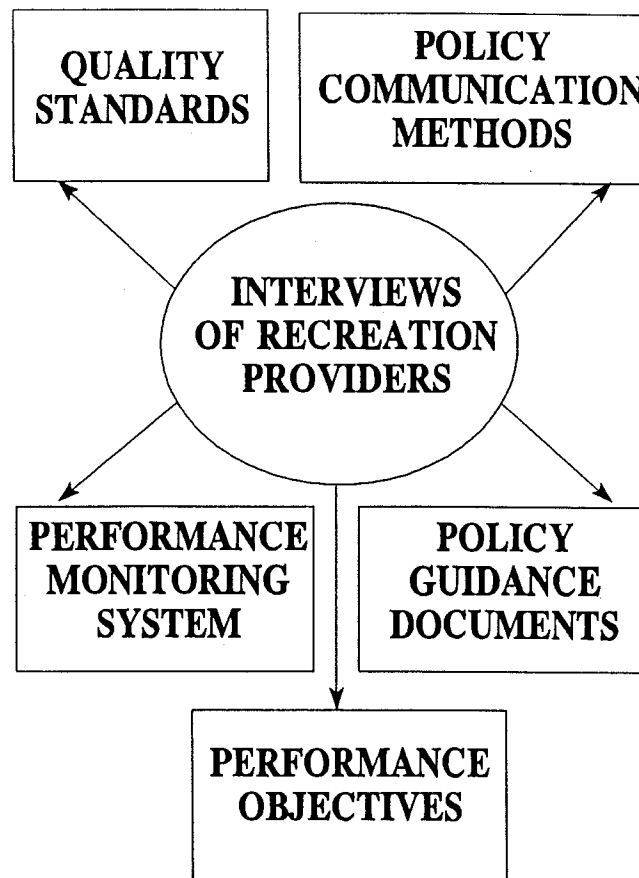 QUALITY
STANDARDS
POLICY
COMMUNICATION
METHODS
INTERVIEWS
OF RECREATION
PROVIDERS
PERFORMANCE
MONITORING
SYSTEM
POLICY
GUIDANCE
DOCUMENTS
PERFORMANCE
OBJECTIVES